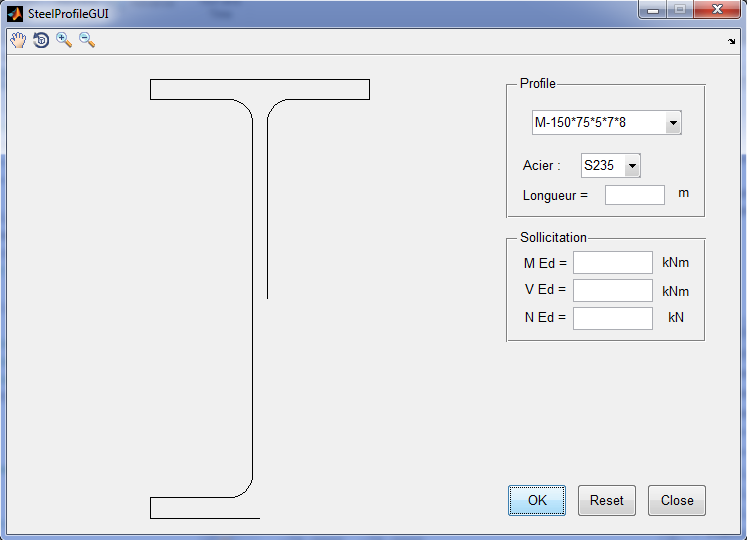 SteelProfileGUI
Profile
M-150*75*5*7*8
Acier : S235
Longueur = m
Sollicitation
M Ed = kNm
V Ed = kNm
N Ed = kN
OK Reset Close